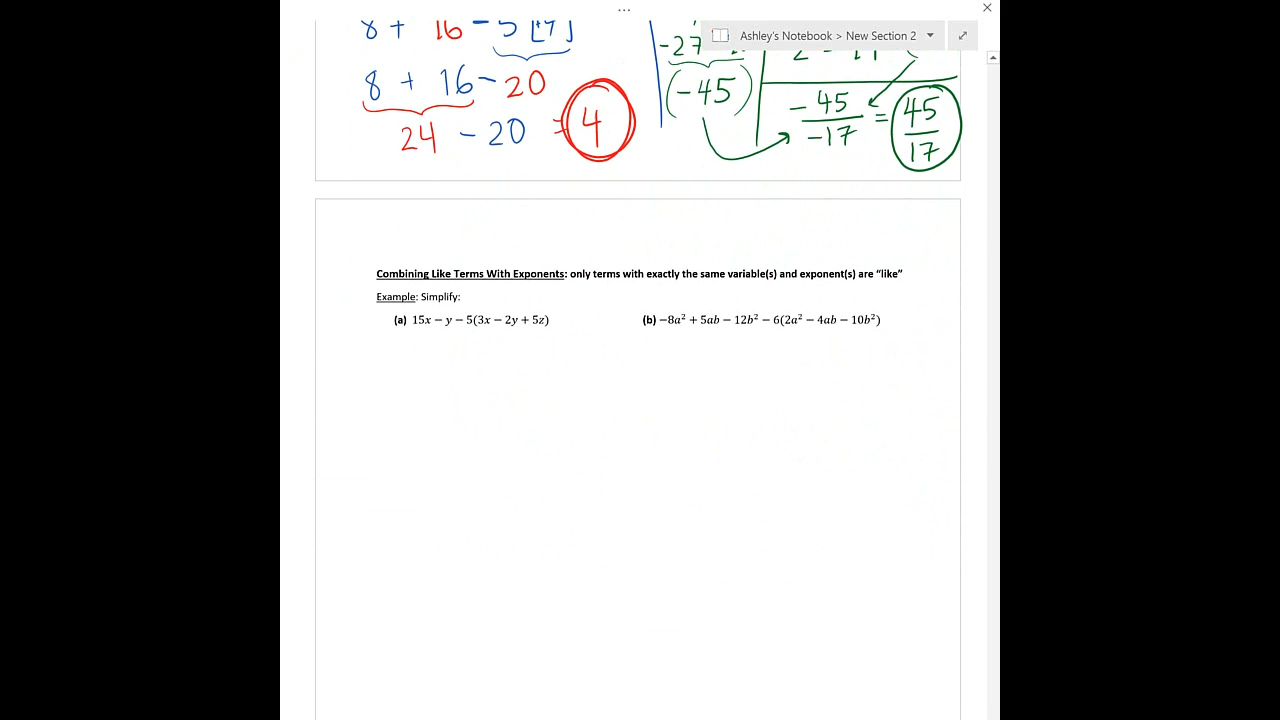 ...
8 + 16 - 5 [+4]
Ashley's Notebook > New Section 2
-27
8 + 16 - 20
(-45)
-45/-17 = 45/17
24 - 20 = 4
Combining Like Terms With Exponents: only terms with exactly the same variable(s) and exponent(s) are “like”
Example: Simplify:
(a) 15x − y − 5(3x − 2y + 5z)
(b) −8a² + 5ab − 12b² − 6(2a² − 4ab − 10b²)